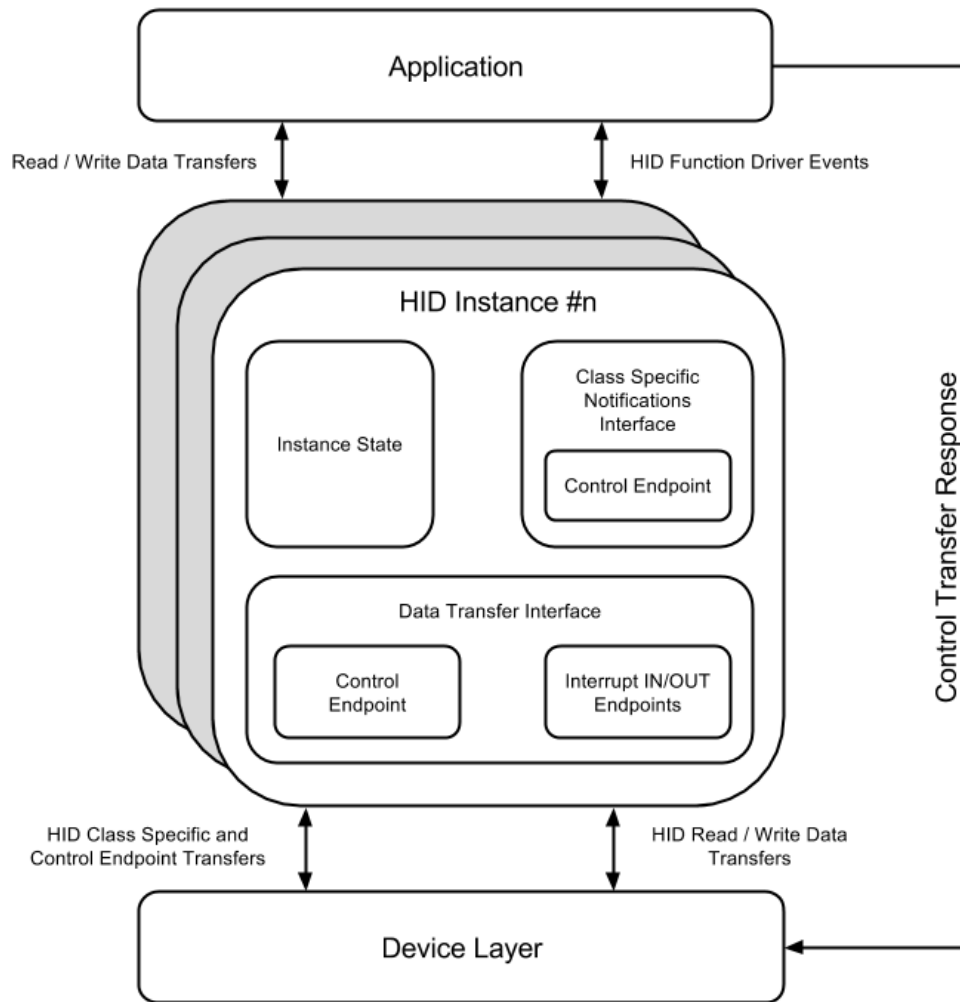 Application
Read / Write Data Transfers
HID Function Driver Events
HID Instance #n
Instance State
Class Specific
Notifications
Interface
Control Endpoint
Data Transfer Interface
Control
Endpoint
Interrupt IN/OUT
Endpoints
HID Class Specific and
Control Endpoint Transfers
HID Read / Write Data
Transfers
Device Layer
Control Transfer Response